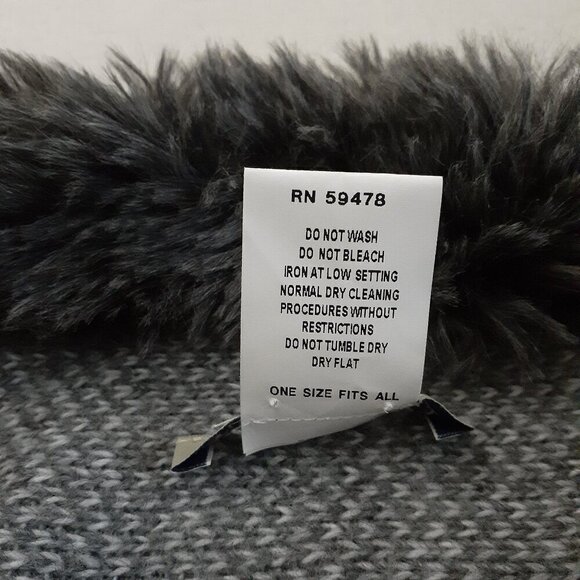 RN 59478
DO NOT WASH
DO NOT BLEACH
IRON AT LOW SETTING
NORMAL DRY CLEANING
PROCEDURES WITHOUT
RESTRICTIONS
DO NOT TUMBLE DRY
DRY FLAT
ONE SIZE FITS ALL